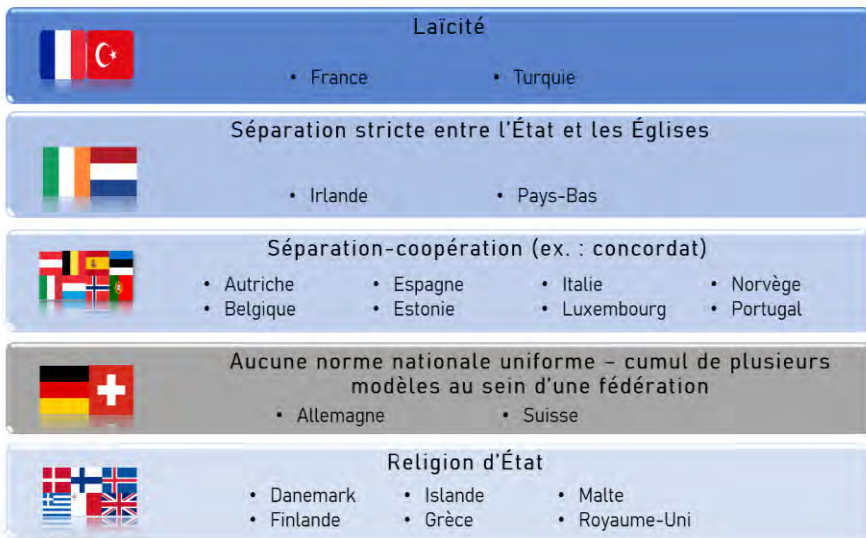 Laïcité
• France • Turquie
Séparation stricte entre l'État et les Églises
• Irlande • Pays-Bas
Séparation-coopération (ex. : concordat)
• Autriche • Espagne • Italie • Norvège
• Belgique • Estonie • Luxembourg • Portugal
Aucune norme nationale uniforme – cumul de plusieurs
modèles au sein d'une fédération
• Allemagne • Suisse
Religion d'État
• Danemark • Islande • Malte
• Finlande • Grèce • Royaume-Uni